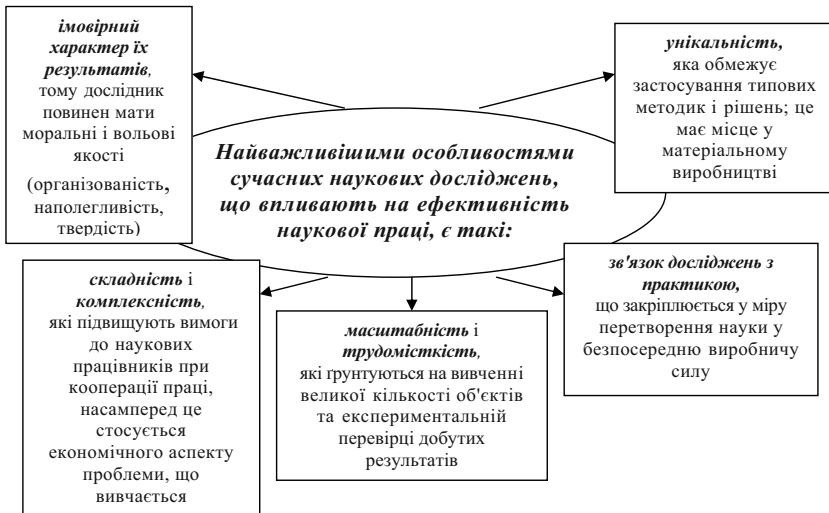 імовірний
характер їх
результатів,
тому дослідник
повинен мати
моральні і вольові
якості
(організованість,
наполегливість,
твердість)
унікальність,
яка обмежує
застосування типових
методик і рішень; це
має місце у
матеріальному
виробництві
Найважливішими особливостями
сучасних наукових досліджень,
що впливають на ефективність
наукової праці, є такі:
складність і
комплексність,
які підвищують вимоги
до наукових
працівників при
кооперації праці,
насамперед це
стосується
економічного аспекту
проблеми, що
вивчається
масштабність і
трудомісткість,
які ґрунтуються на вивченні
великої кількості об'єктів
та експериментальній
перевірці добутих
результатів
зв'язок досліджень з
практикою,
що закріплюється у міру
перетворення науки у
безпосередню виробничу
силу